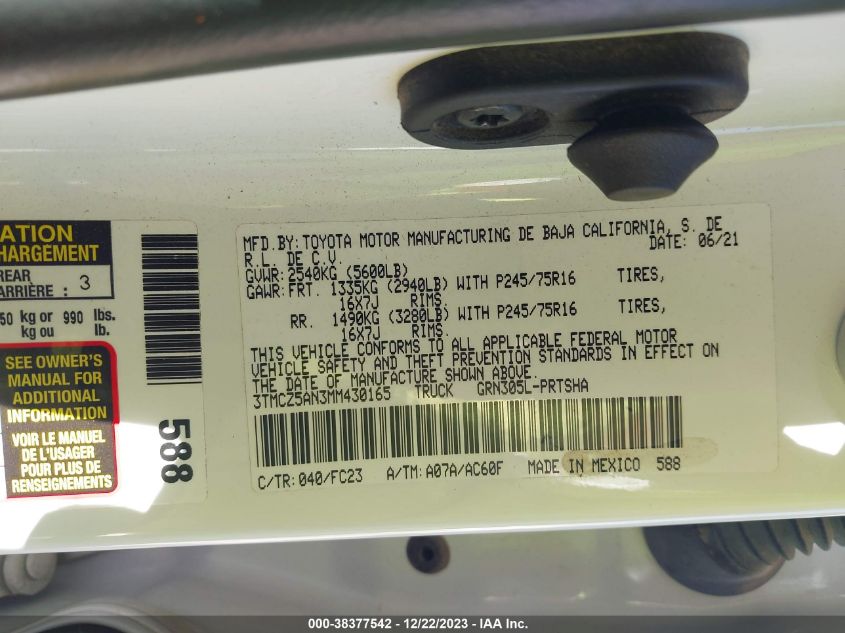 ATION
CHARGEMENT
REAR
ARRIÈRE : 3
50 kg or 990 lbs.
kg ou lb.
SEE OWNER'S
MANUAL FOR
ADDITIONAL
INFORMATION
VOIR LE MANUEL
DE L'USAGER
POUR PLUS DE
RENSEIGNEMENTS
588
MFD. BY: TOYOTA MOTOR MANUFACTURING DE BAJA CALIFORNIA, S. DE
R. L. DE C. V. DATE: 06/21
GVWR: 2540KG (5600LB)
GAWR: FRT. 1335KG (2940LB) WITH P245/75R16 TIRES,
16X7J RIMS.
RR. 1490KG (3280LB) WITH P245/75R16 TIRES,
16X7J RIMS.
THIS VEHICLE CONFORMS TO ALL APPLICABLE FEDERAL MOTOR
VEHICLE SAFETY AND THEFT PREVENTION STANDARDS IN EFFECT ON
THE DATE OF MANUFACTURE SHOWN ABOVE.
3TMCZ5AN3MM430165 TRUCK GRN305L-PRTSHA
C/TR: 040/FC23 A/TM: A07A/AC60F MADE IN MEXICO 588
000-38377542 - 12/22/2023 - IAA Inc.